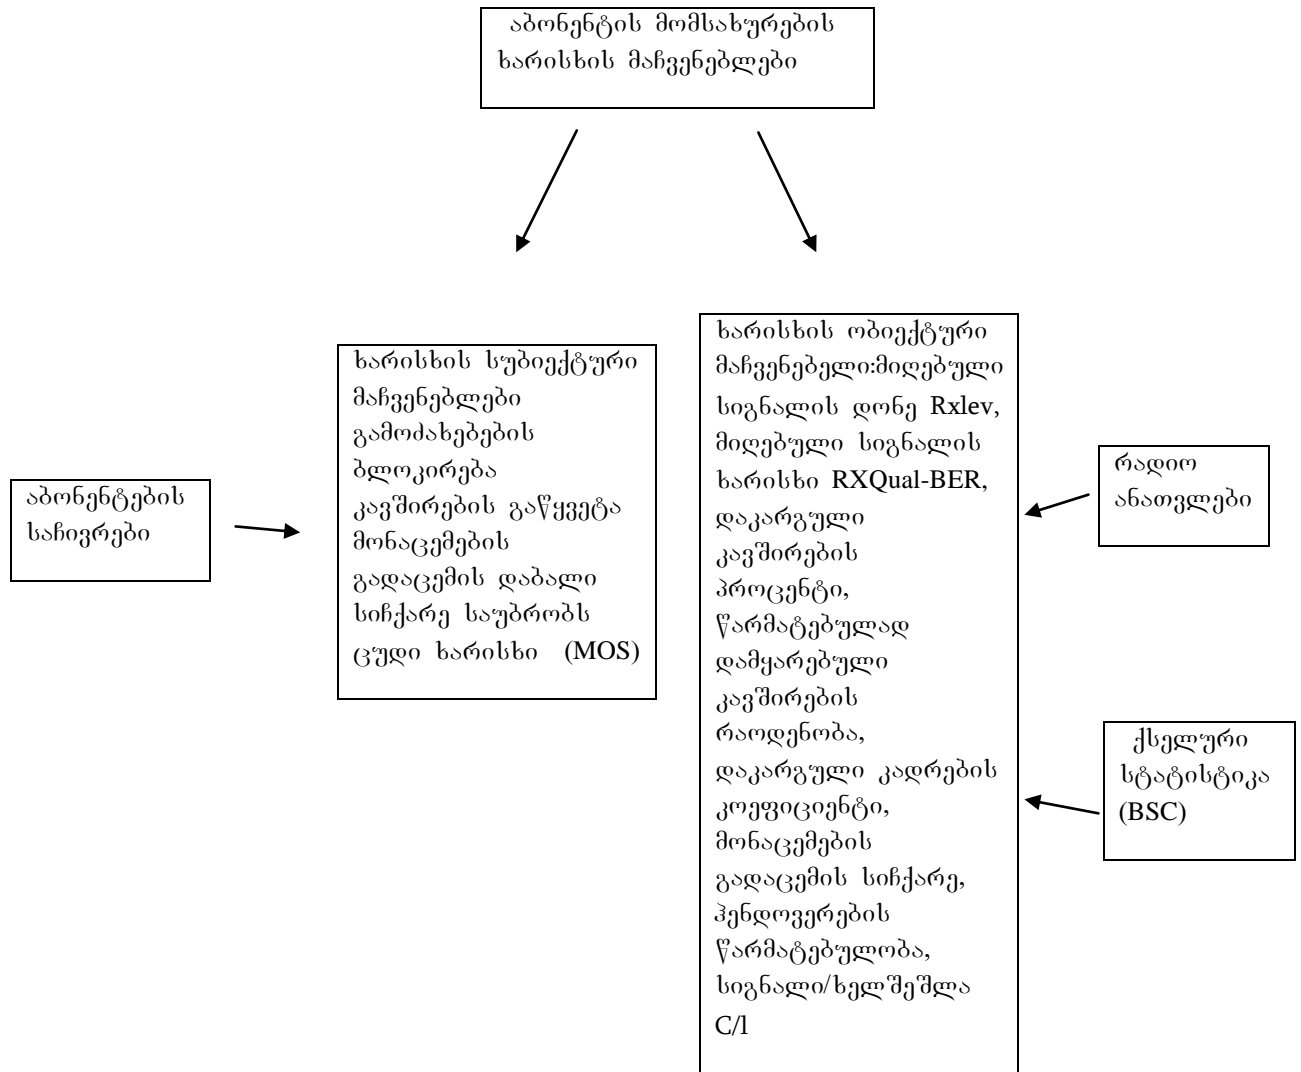 აბონენტის მომსახურების
ხარისხის მაჩვენებლები
აბონენტების
საჩივრები
ხარისხის სუბიექტური
მაჩვენებლები
გამოძახებების
ბლოკირება
კავშირების გაწყვეტა
მონაცემების
გადაცემის დაბალი
სიჩქარე საუბრობს
ცუდი ხარისხი (MOS)
ხარისხის ობიექტური
მაჩვენებელი:მიღებული
სიგნალის დონე Rxlev,
მიღებული სიგნალის
ხარისხი RXQual-BER,
დაკარგული
კავშირების
პროცენტი,
წარმატებულად
დამყარებული
კავშირების
რაოდენობა,
დაკარგული კადრების
კოეფიციენტი,
მონაცემების
გადაცემის სიჩქარე,
ჰენდოვერების
წარმატებულობა,
სიგნალი/ხელშეშლა
C/l
რადიო
ანათვლები
ქსელური
სტატისტიკა
(BSC)